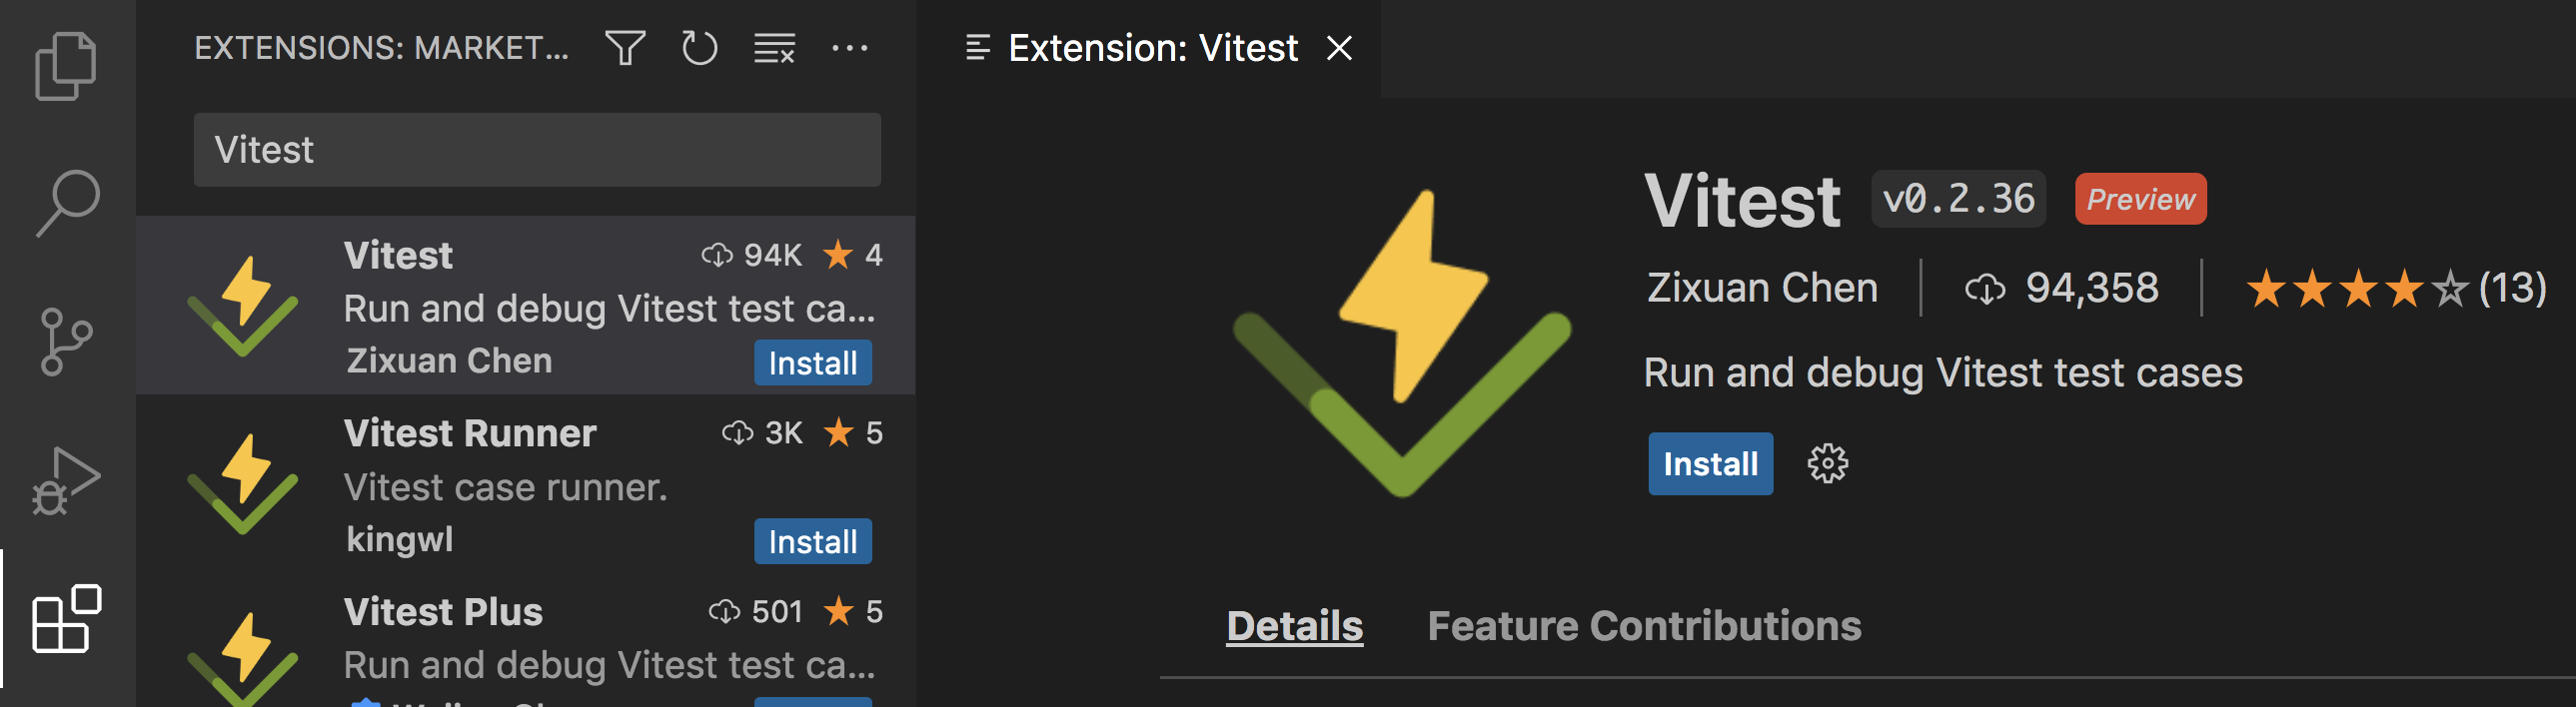 EXTENSIONS: MARKET...
Vitest
Vitest 94K ★ 4
Run and debug Vitest test ca...
Zixuan Chen Install
Vitest Runner 3K ★ 5
Vitest case runner.
kingwl Install
Vitest Plus 501 ★ 5
Run and debug Vitest test ca...
Extension: Vitest
Vitest v0.2.36 Preview
Zixuan Chen | 94,358 | ★★★★☆(13)
Run and debug Vitest test cases
Install
Details Feature Contributions